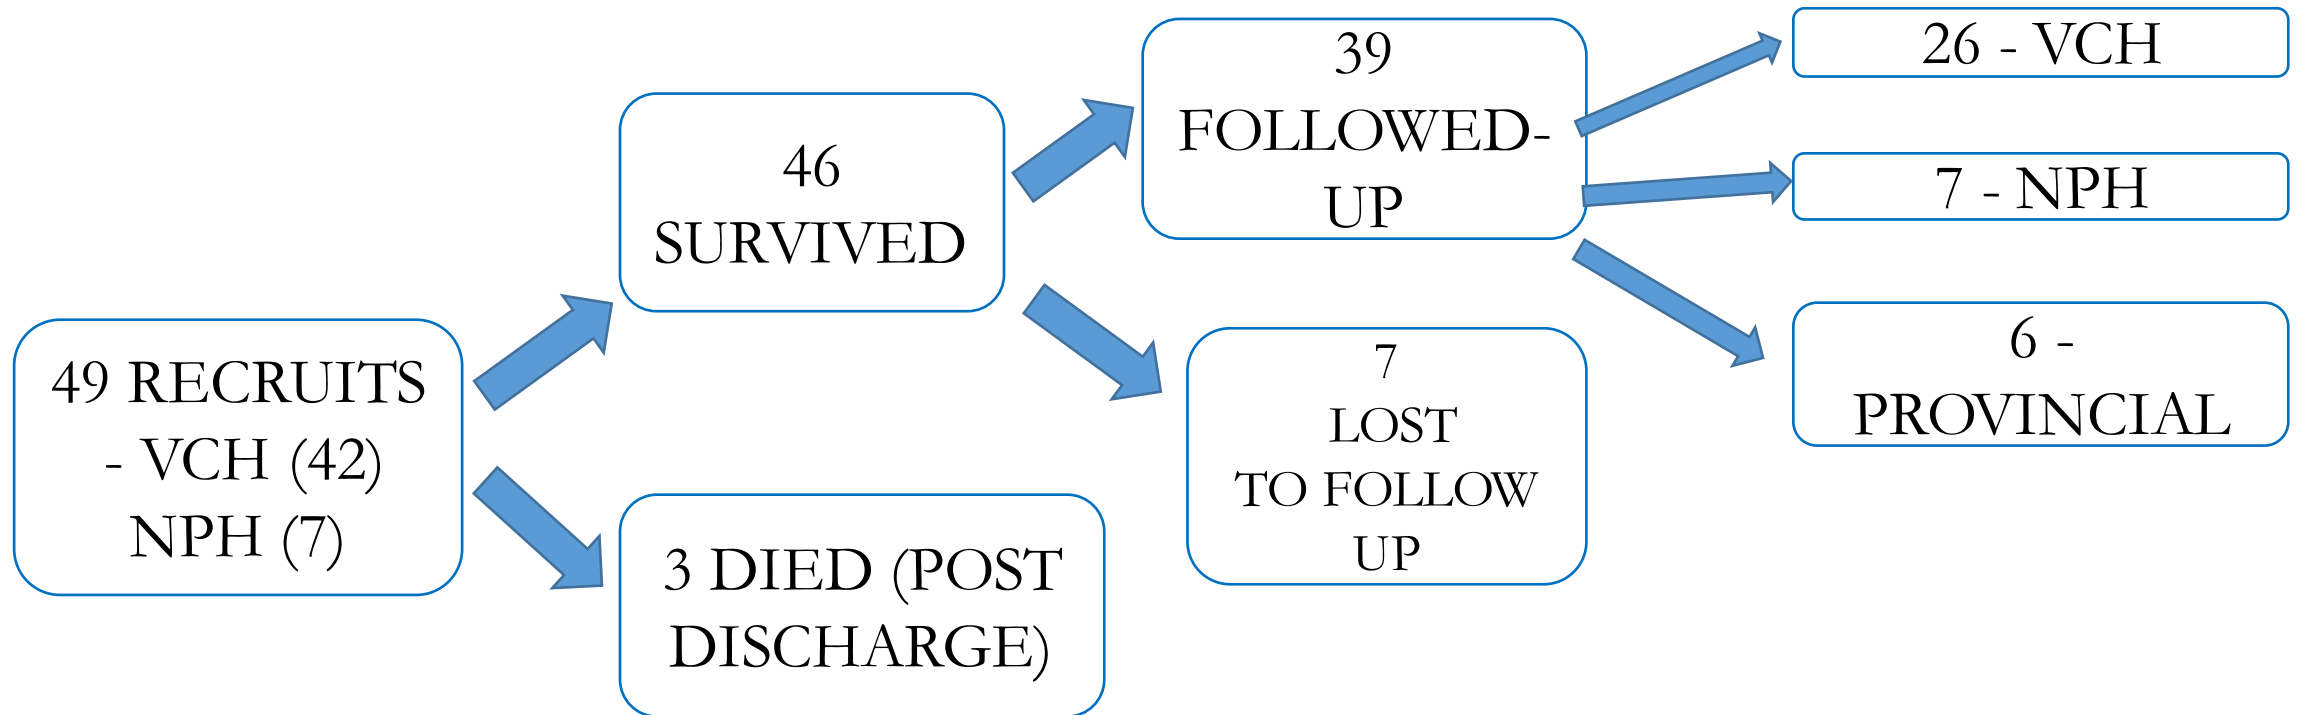 49 RECRUITS
- VCH (42)
NPH (7)
46
SURVIVED
3 DIED (POST
DISCHARGE)
39
FOLLOWED-
UP
7
LOST
TO FOLLOW
UP
26 - VCH
7 - NPH
6 -
PROVINCIAL